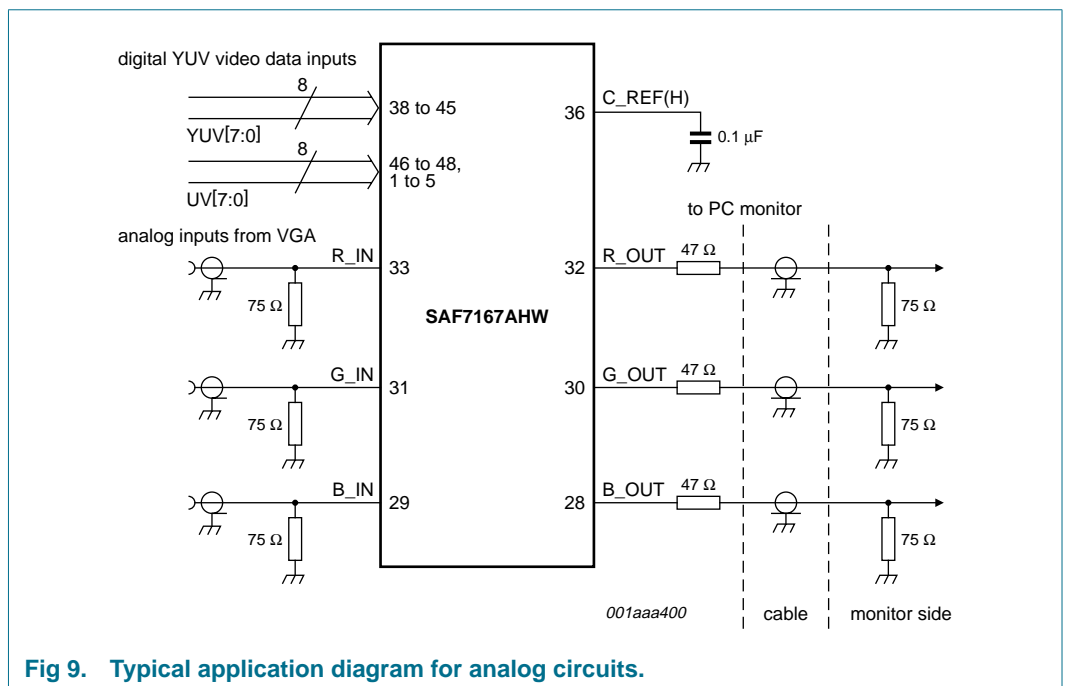 digital YUV video data inputs
8
38 to 45
YUV[7:0]
8
46 to 48,
1 to 5
UV[7:0]
analog inputs from VGA
R_IN
33
75 Ω
G_IN
31
75 Ω
B_IN
29
75 Ω
SAF7167AHW
36
C_REF(H)
0.1 μF
to PC monitor
32
R_OUT
47 Ω
75 Ω
30
G_OUT
47 Ω
75 Ω
28
B_OUT
47 Ω
75 Ω
001aaa400
cable
monitor side
Fig 9. Typical application diagram for analog circuits.